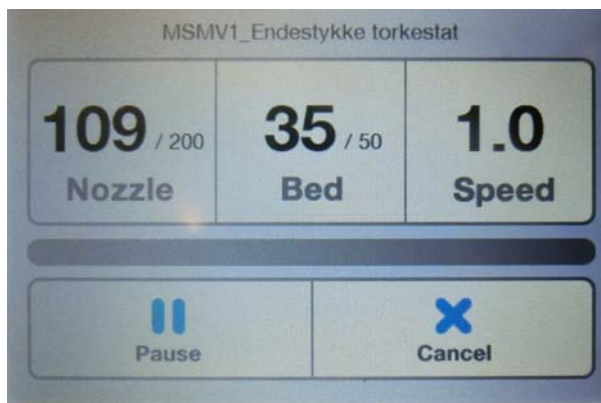 MSMV1_Endestykke torkestat
109 / 200 35 / 50 1.0
Nozzle Bed Speed
Pause Cancel